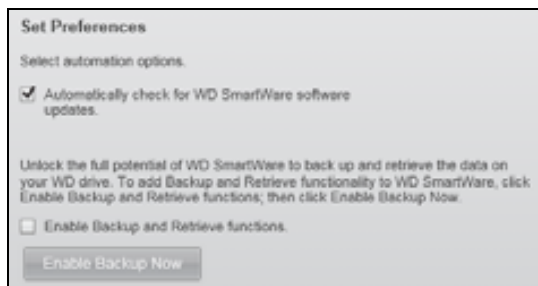 Set Preferences
Select automation options.
Automatically check for WD SmartWare software
updates.
Unlock the full potential of WD SmartWare to back up and retrieve the data on
your WD drive. To add Backup and Retrieve functionality to WD SmartWare, click
Enable Backup and Retrieve functions; then click Enable Backup Now.
Enable Backup and Retrieve functions.
Enable Backup Now